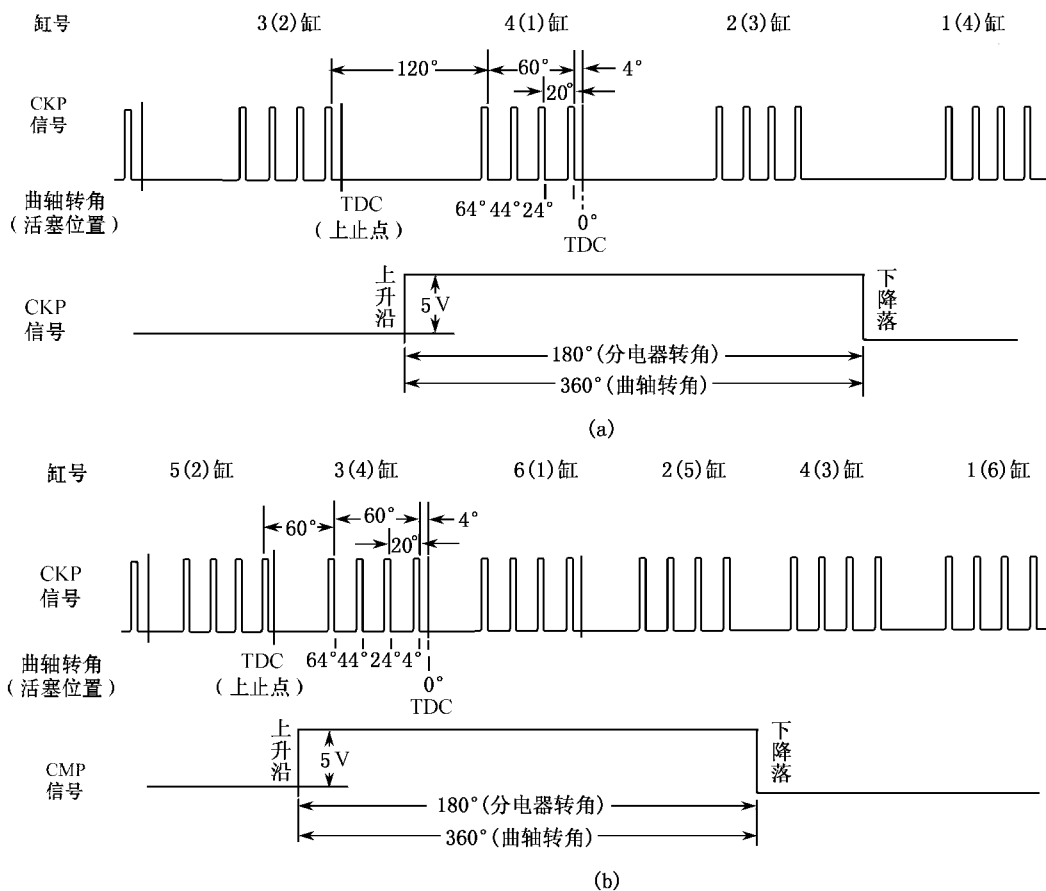 缸号 3(2)缸 4(1)缸 2(3)缸 1(4)缸
120° 60° 4°
20°
CKP
信号
曲轴转角
(活塞位置)
TDC
(上止点)
64° 44° 24°
0°
TDC
CKP
信号
上升沿
5V
下降落
180°(分电器转角)
360°(曲轴转角)
(a)
缸号 5(2)缸 3(4)缸 6(1)缸 2(5)缸 4(3)缸 1(6)缸
60° 60° 4°
20°
CKP
信号
曲轴转角
(活塞位置)
TDC
(上止点)
64° 44° 24° 4°
0°
TDC
CMP
信号
上升沿
5V
下降落
180°(分电器转角)
360°(曲轴转角)
(b)